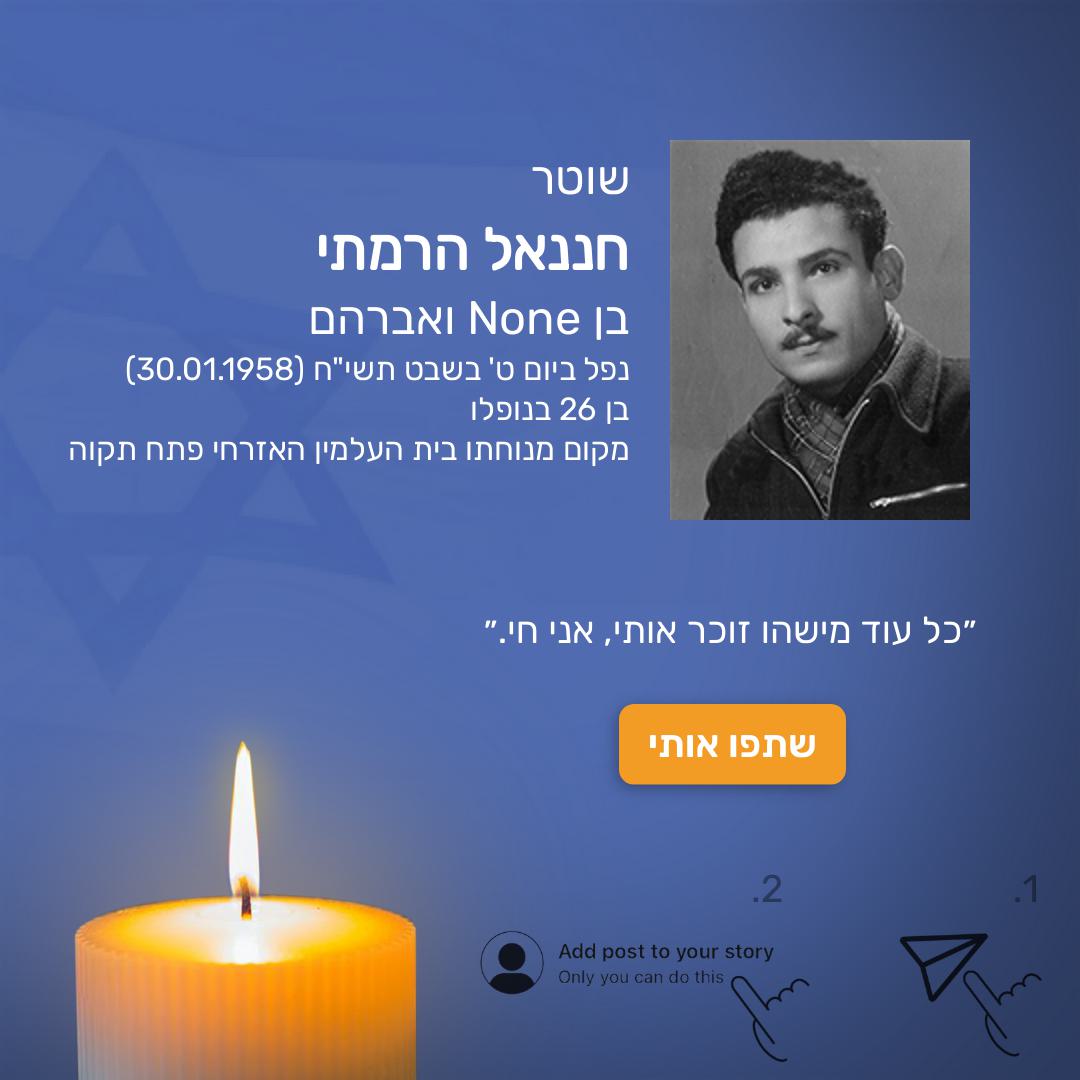 שוטר
חננאל הרמתי
בן None ואברהם
נפל ביום ט' בשבט תשי"ח (30.01.1958)
בן 26 בנופלו
מקום מנוחתו בית העלמין האזרחי פתח תקוה
״כל עוד מישהו זוכר אותי, אני חי.״
שתפו אותי
1.
2.
Add post to your story
Only you can do this